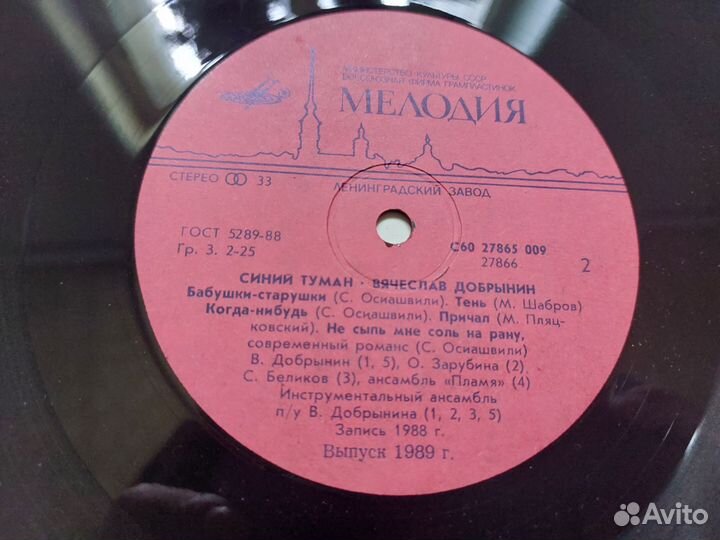 МИНИСТЕРСТВО КУЛЬТУРЫ СССР
ВСЕСОЮЗНАЯ ФИРМА ГРАМПЛАСТИНОК
МЕЛОДИЯ
СТЕРЕО 33
ЛЕНИНГРАДСКИЙ ЗАВОД
ГОСТ 5289-88
Гр. 3. 2-25
С60 27865 009
27866
2
СИНИЙ ТУМАН · ВЯЧЕСЛАВ ДОБРЫНИН
Бабушки-старушки (С. Осиашвили). Тень (М. Шабров)
Когда-нибудь (С. Осиашвили). Причал (М. Пляц-
ковский). Не сыпь мне соль на рану,
современный романс (С. Осиашвили)
В. Добрынин (1, 5), О. Зарубина (2)
С. Беликов (3), ансамбль «Пламя» (4)
Инструментальный ансамбль
п/у В. Добрынина (1, 2, 3, 5)
Запись 1988 г.
Выпуск 1989 г.
Avito